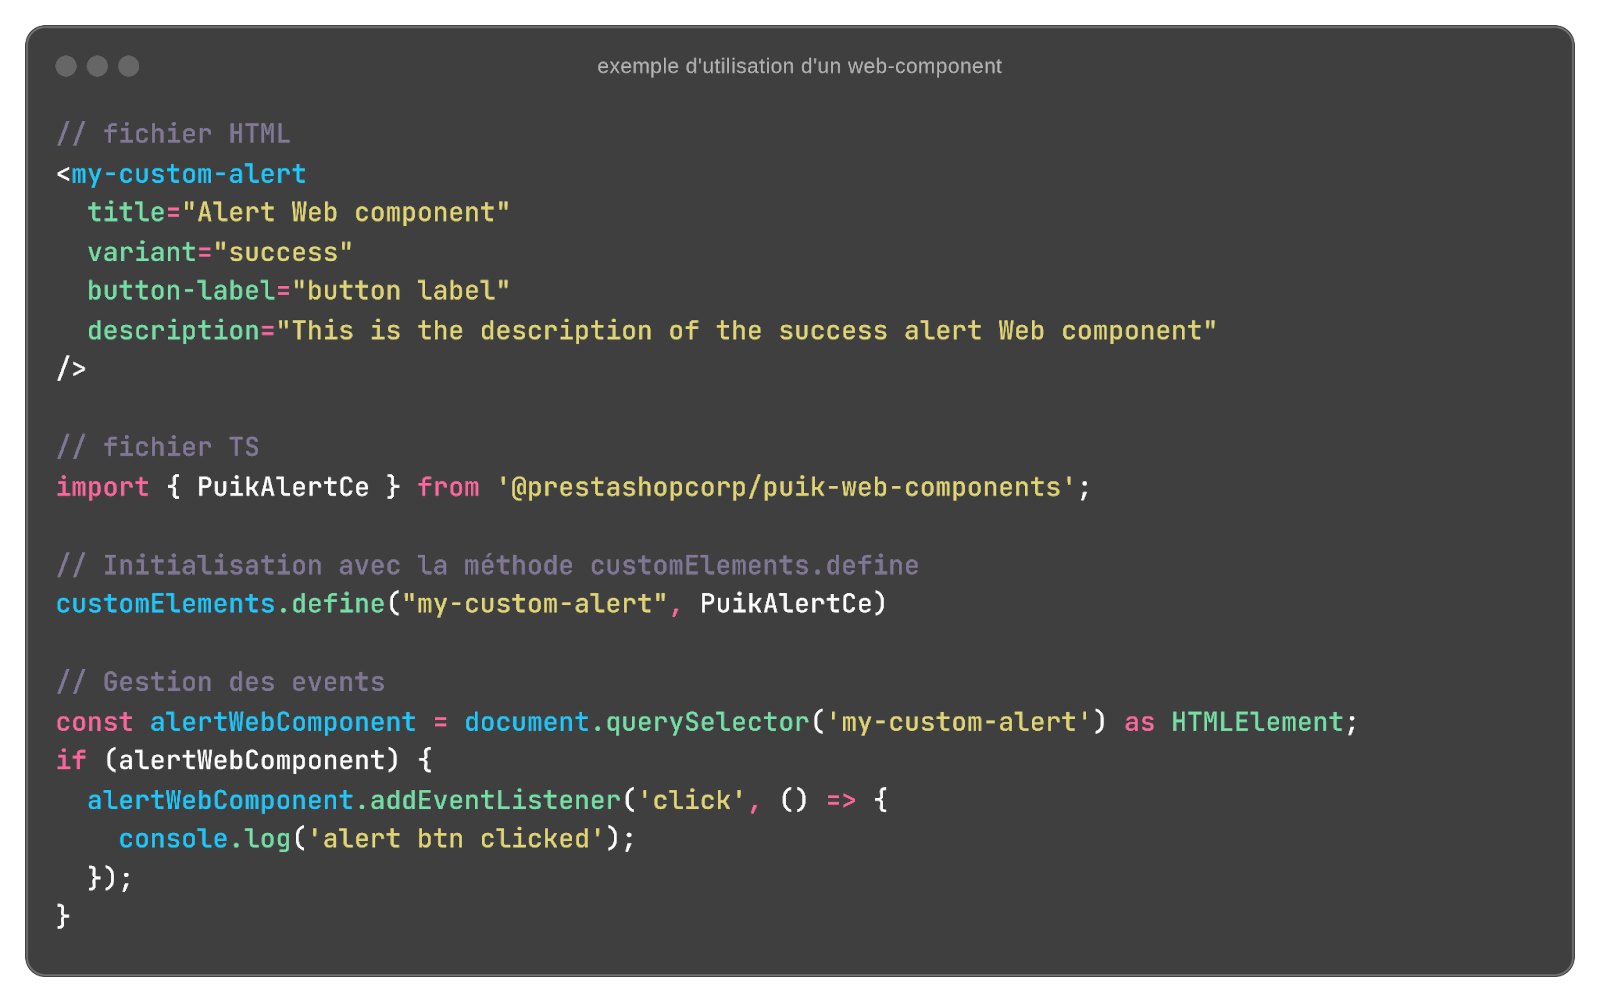 exemple d'utilisation d'un web-component
// fichier HTML
<my-custom-alert
  title="Alert Web component"
  variant="success"
  button-label="button label"
  description="This is the description of the success alert Web component"
/>
// fichier TS
import { PuikAlertCe } from '@prestashopcorp/puik-web-components';
// Initialisation avec la méthode customElements.define
customElements.define("my-custom-alert", PuikAlertCe)
// Gestion des events
const alertWebComponent = document.querySelector('my-custom-alert') as HTMLElement;
if (alertWebComponent) {
  alertWebComponent.addEventListener('click', () => {
    console.log('alert btn clicked');
  });
}